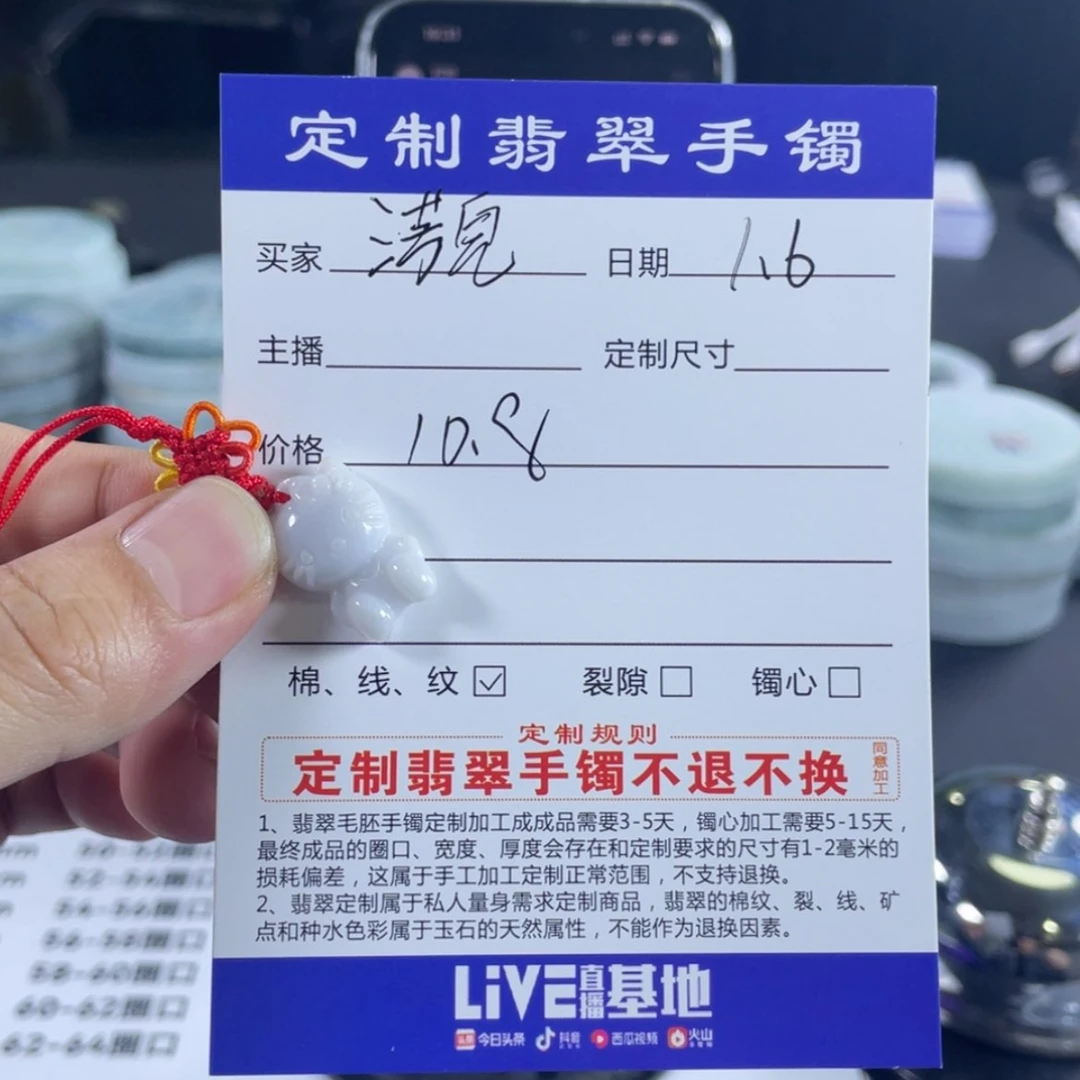 定制翡翠手镯
买家 清儿 日期 1.6
主播 定制尺寸
价格 10.8
棉、线、纹☑ 裂隙□ 镯心□
定制规则
定制翡翠手镯不退不换 同意加工
1、翡翠毛胚手镯定制加工成成品需要3-5天，镯心加工需要5-15天，
最终成品的圈口、宽度、厚度会存在和定制要求的尺寸有1-2毫米的
损耗偏差，这属于手工加工定制正常范围，不支持退换。
2、翡翠定制属于私人量身需求定制商品，翡翠的棉纹、裂、线、矿
点和种水色彩属于玉石的天然属性，不能作为退换因素。
LiVE直播基地
头条 今日头条 抖音 西瓜视频 火山
54-56圈口
56-58圈口
58-60圈口
60-62圈口
62-64圈口